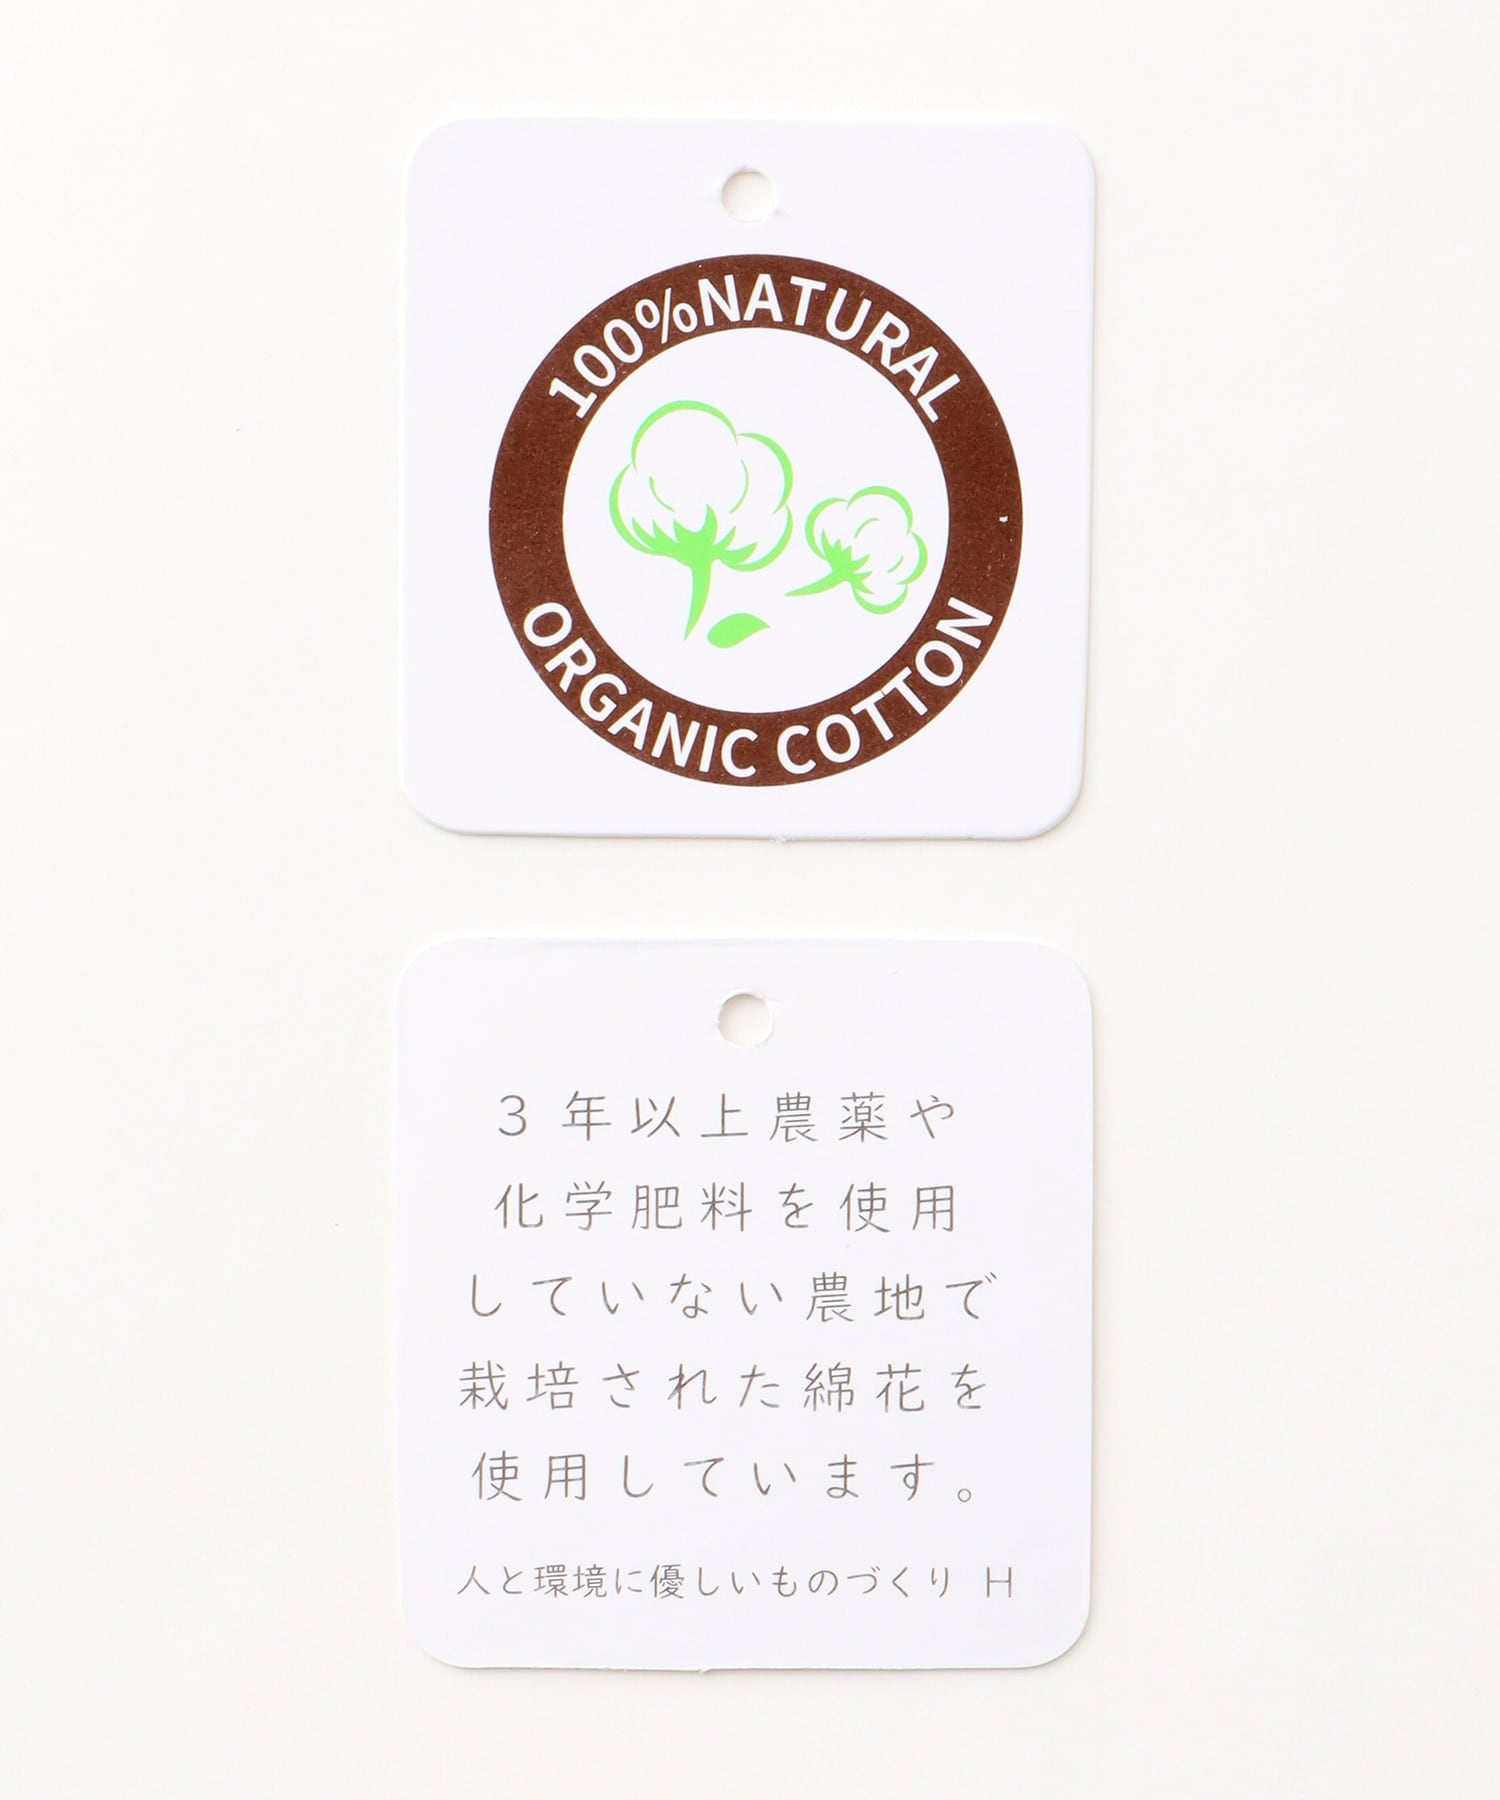 100%NATURAL
ORGANIC COTTON
3年以上農薬や
化学肥料を使用
していない農地で
栽培された綿花を
使用しています。
人と環境に優しいものづくり H